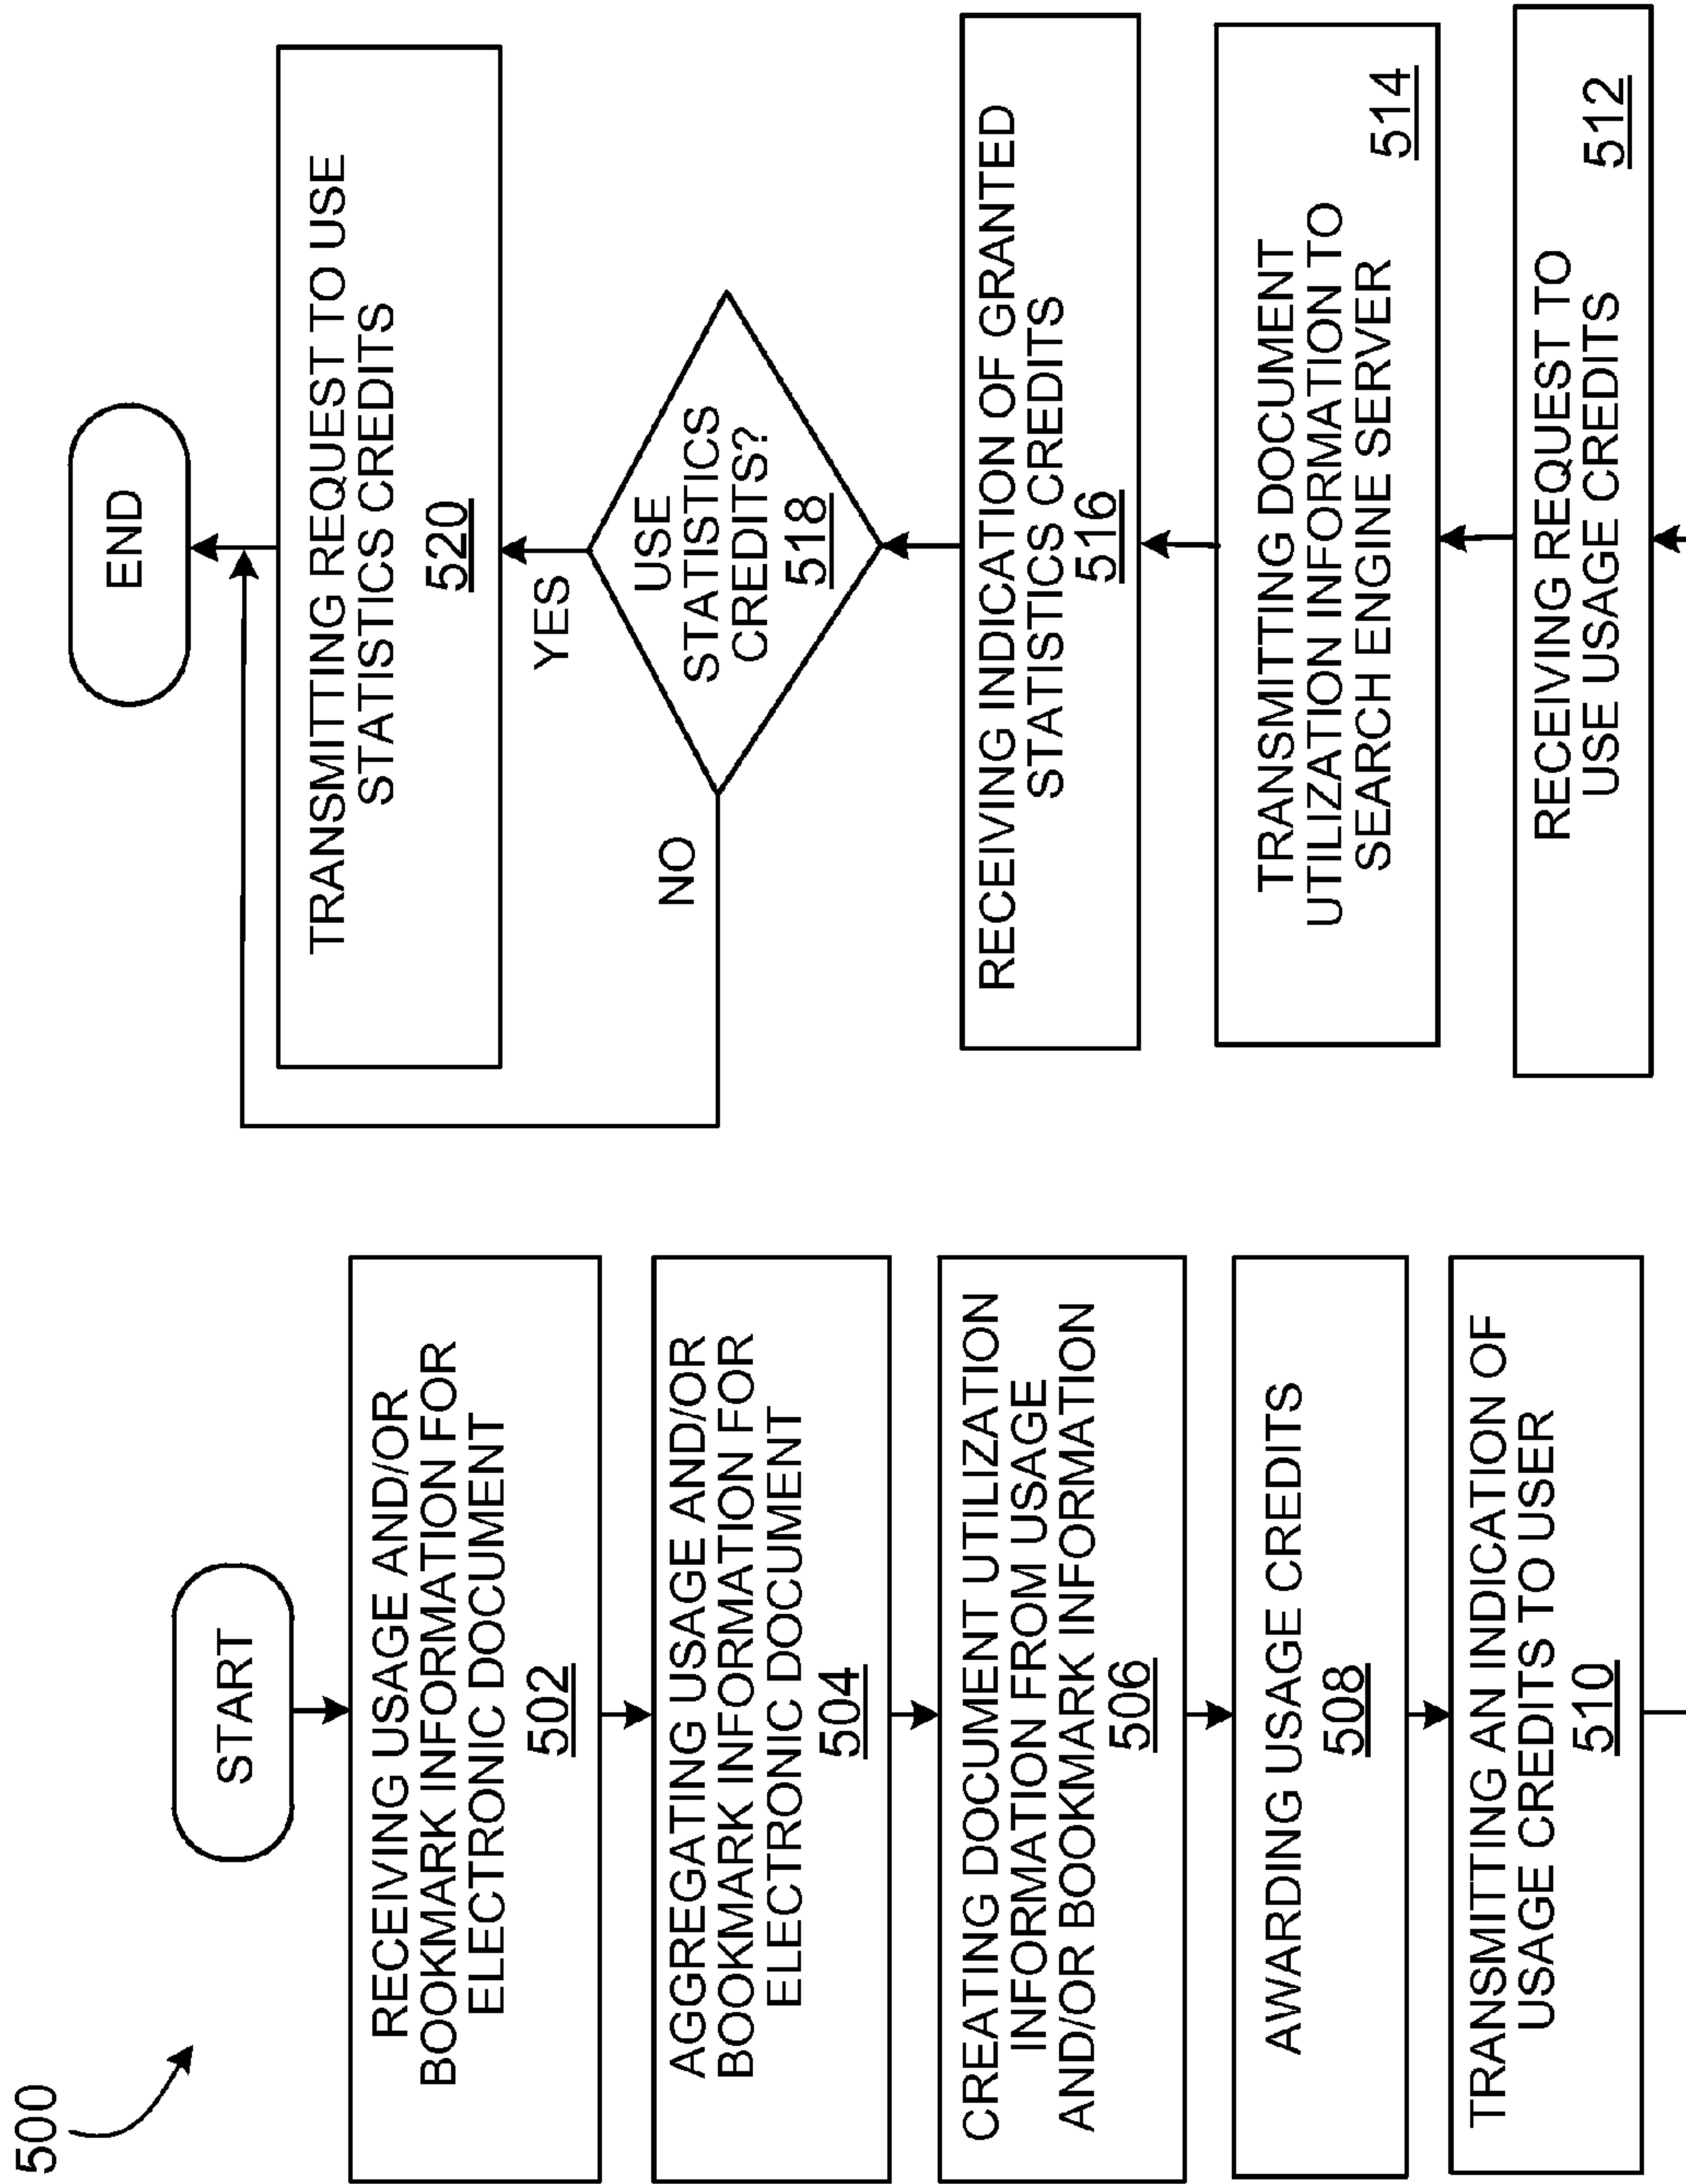 500
START
RECEIVING USAGE AND/OR
BOOKMARK INFORMATION FOR
ELECTRONIC DOCUMENT
502
AGGREGATING USAGE AND/OR
BOOKMARK INFORMATION FOR
ELECTRONIC DOCUMENT
504
CREATING DOCUMENT UTILIZATION
INFORMATION FROM USAGE
AND/OR BOOKMARK INFORMATION
506
AWARDING USAGE CREDITS
508
TRANSMITTING AN INDICATION OF
USAGE CREDITS TO USER
510
RECEIVING REQUEST TO
USE USAGE CREDITS
512
TRANSMITTING DOCUMENT
UTILIZATION INFORMATION TO
SEARCH ENGINE SERVER
514
RECEIVING INDICATION OF GRANTED
STATISTICS CREDITS
516
USE
STATISTICS
CREDITS?
518
YES
NO
TRANSMITTING REQUEST TO USE
STATISTICS CREDITS
520
END